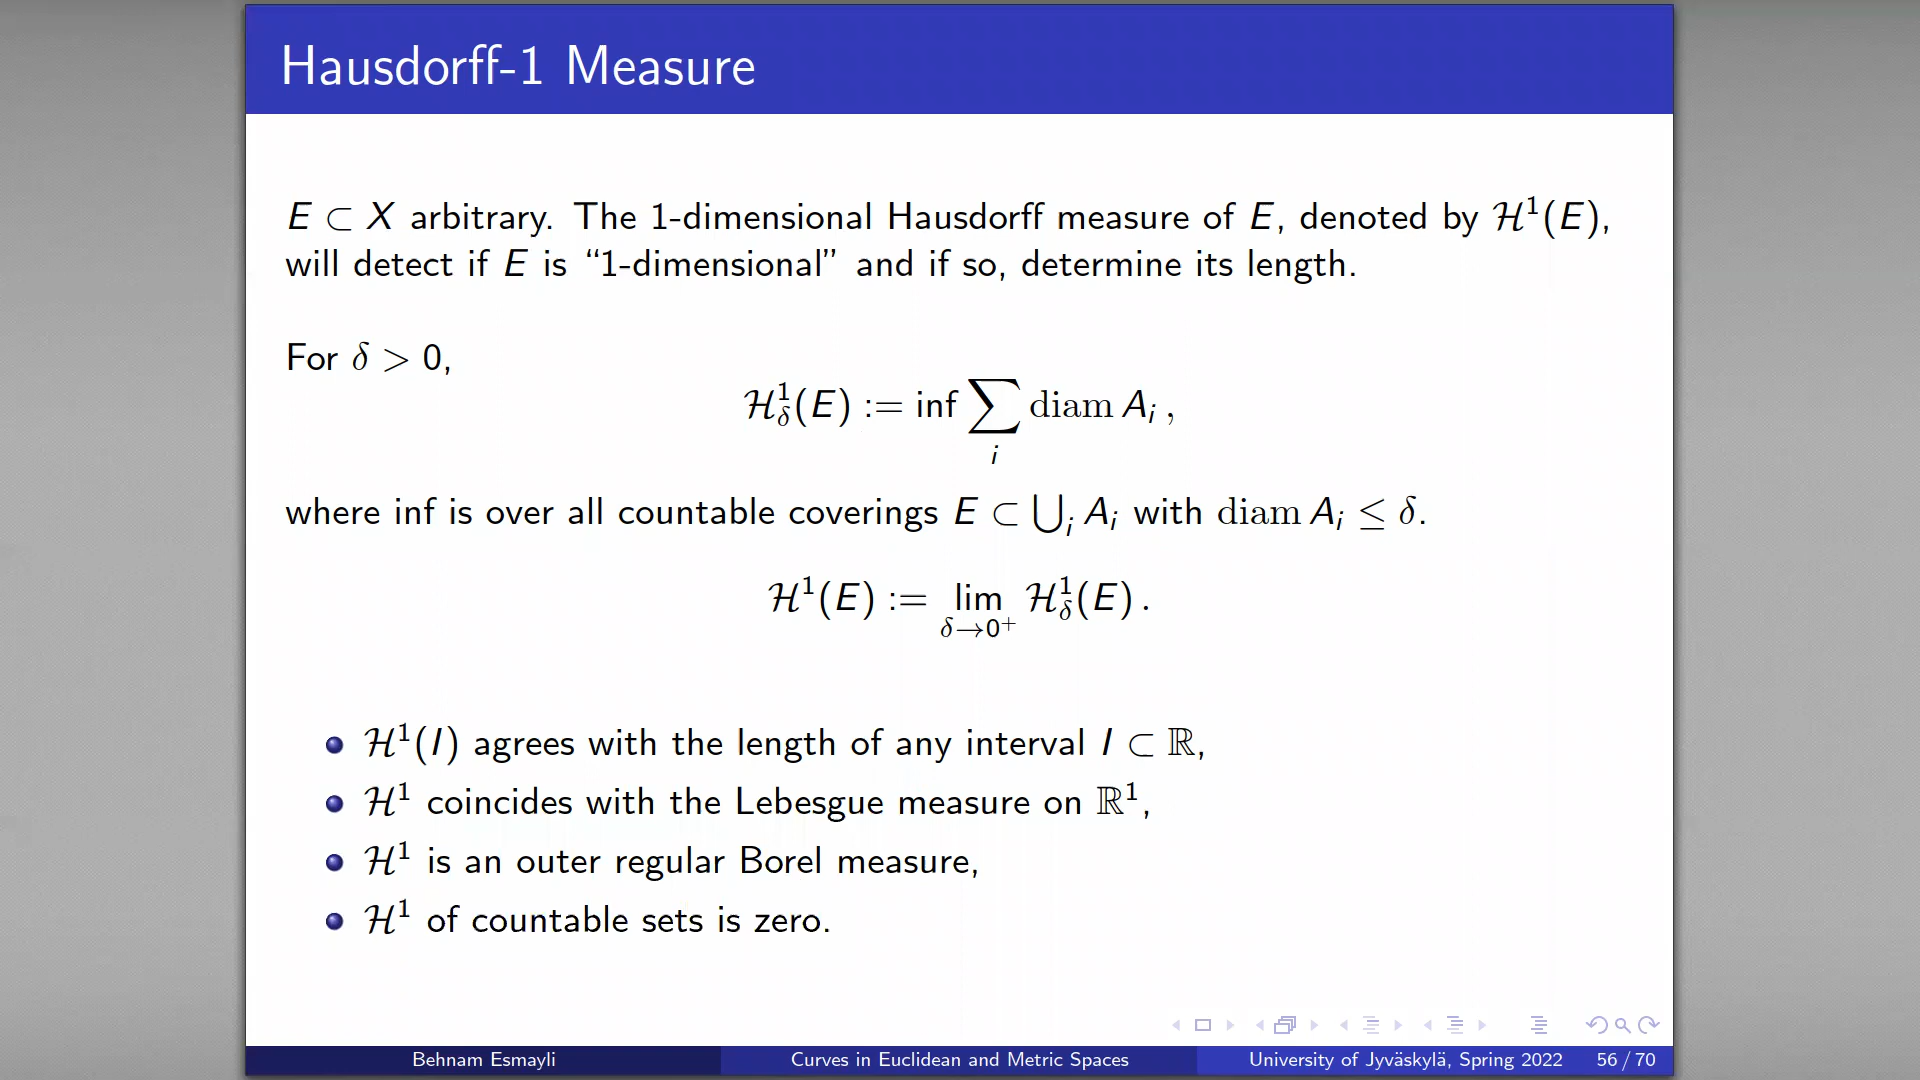 Hausdorff-1 Measure
E ⊂ X arbitrary. The 1-dimensional Hausdorff measure of E, denoted by ℋ¹(E),
will detect if E is “1-dimensional” and if so, determine its length.
For δ > 0,
ℋ¹_δ(E) := inf ∑_i diam A_i ,
where inf is over all countable coverings E ⊂ ⋃_i A_i with diam A_i ≤ δ.
ℋ¹(E) := lim_{δ→0⁺} ℋ¹_δ(E) .
ℋ¹(I) agrees with the length of any interval I ⊂ ℝ,
ℋ¹ coincides with the Lebesgue measure on ℝ¹,
ℋ¹ is an outer regular Borel measure,
ℋ¹ of countable sets is zero.
Behnam Esmayli Curves in Euclidean and Metric Spaces University of Jyväskylä, Spring 2022 56 / 70